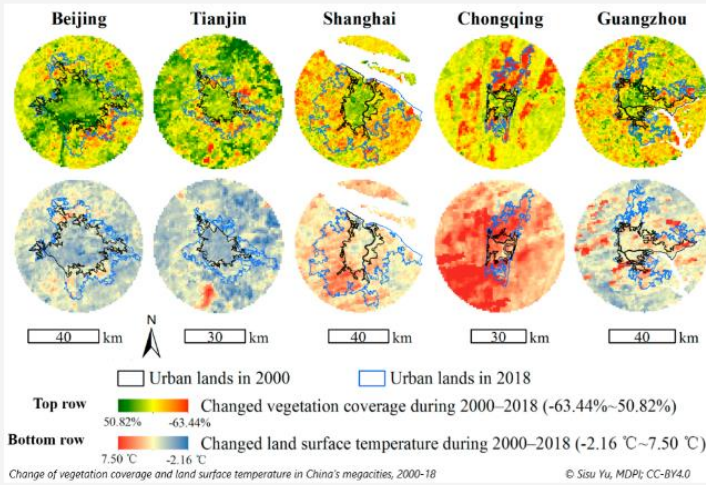 Beijing Tianjin Shanghai Chongqing Guangzhou
40 km N 30 km 40 km 30 km 40 km
Urban lands in 2000 Urban lands in 2018
Top row Changed vegetation coverage during 2000–2018 (-63.44%~50.82%)
50.82% -63.44%
Bottom row Changed land surface temperature during 2000–2018 (-2.16 ℃~7.50 ℃)
7.50 ℃ -2.16 ℃
Change of vegetation coverage and land surface temperature in China's megacities, 2000-18 © Sisu Yu, MDPI; CC-BY4.0